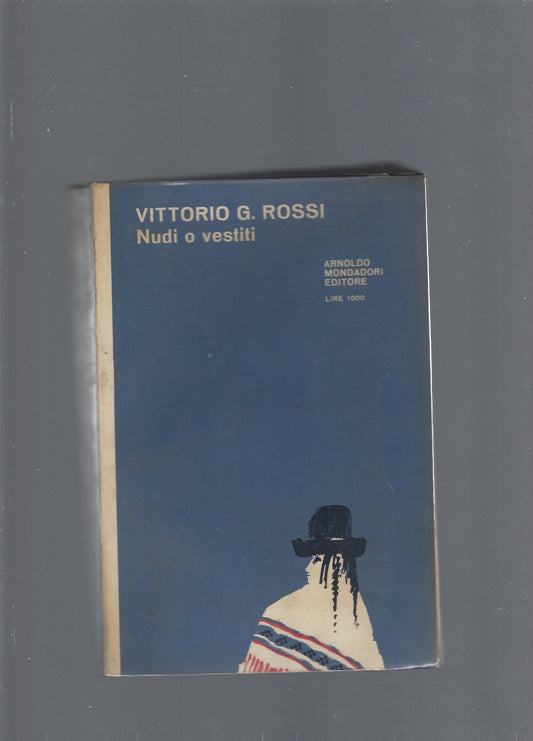 VITTORIO G. ROSSI
Nudi o vestiti
ARNOLDO
MONDADORI
EDITORE
LIRE 1000